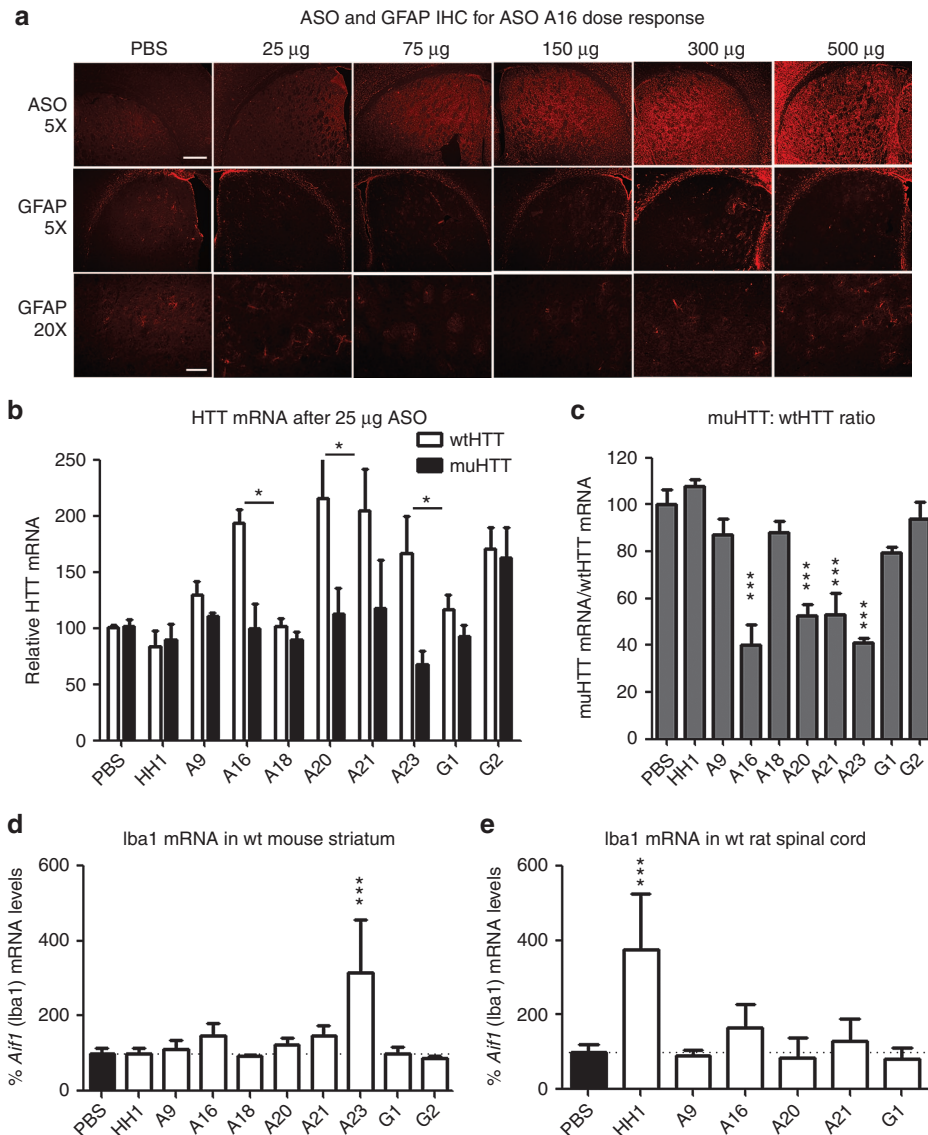 a
ASO and GFAP IHC for ASO A16 dose response
PBS 25 μg 75 μg 150 μg 300 μg 500 μg
ASO
5X
GFAP
5X
GFAP
20X
b
HTT mRNA after 25 μg ASO
wtHTT
muHTT
Relative HTT mRNA
250
200
150
100
50
0
* * *
PBS HH1 A9 A16 A18 A20 A21 A23 G1 G2
c
muHTT: wtHTT ratio
muHTT mRNA/wtHTT mRNA
120
100
80
60
40
20
0
*** *** *** ***
PBS HH1 A9 A16 A18 A20 A21 A23 G1 G2
d
Iba1 mRNA in wt mouse striatum
% Aif1 (Iba1) mRNA levels
600
400
200
0
***
PBS HH1 A9 A16 A18 A20 A21 A23 G1 G2
e
Iba1 mRNA in wt rat spinal cord
% Aif1 (Iba1) mRNA levels
600
400
200
0
***
PBS HH1 A9 A16 A20 A21 G1